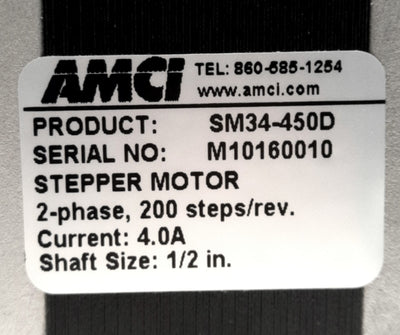 AMCI
TEL: 860-585-1254
www.amci.com
PRODUCT: SM34-450D
SERIAL NO: M10160010
STEPPER MOTOR
2-phase, 200 steps/rev.
Current: 4.0A
Shaft Size: 1/2 in.